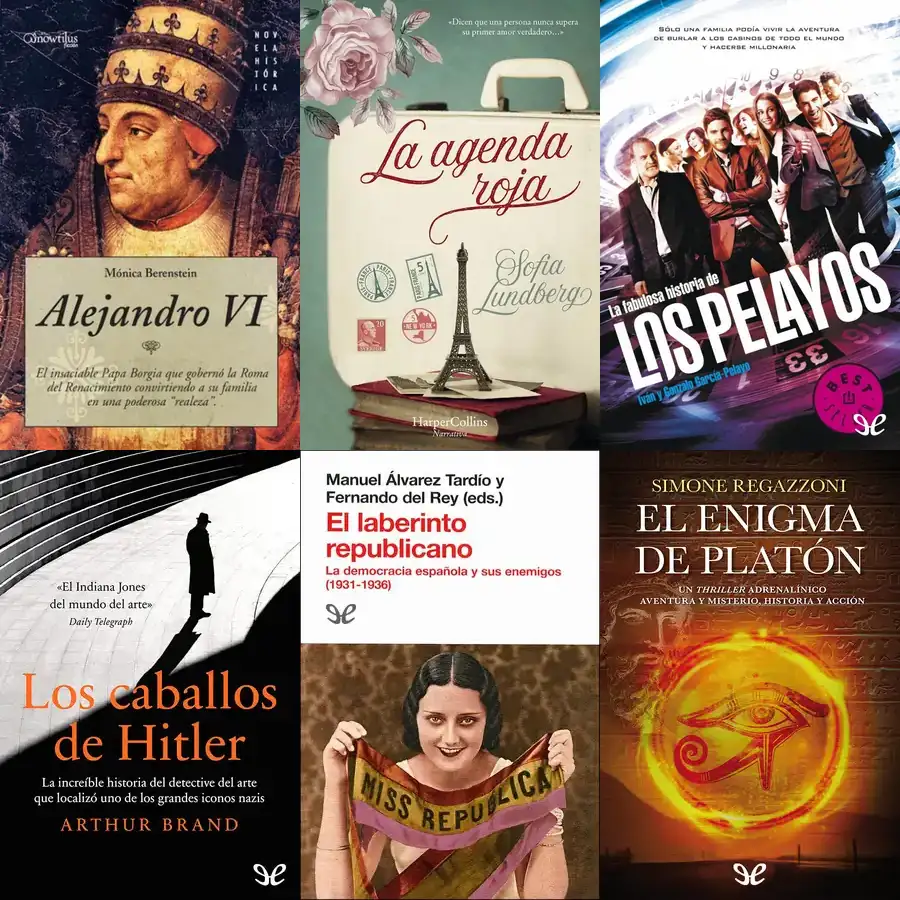 nowtilus
ficción
NOVELA
HISTÓRICA
Mónica Berenstein
Alejandro VI
El insaciable Papa Borgia que gobernó la Roma
del Renacimiento convirtiendo a su familia
en una poderosa "realeza".
«Dicen que una persona nunca supera
su primer amor verdadero…»
La agenda
roja
Sofia
Lundberg
PARIS
5
NEW YORK
20
HarperCollins
Narrativa
SÓLO UNA FAMILIA PODÍA VIVIR LA AVENTURA
DE BURLAR A LOS CASINOS DE TODO EL MUNDO
Y HACERSE MILLONARIA
La fabulosa historia de
LOS PELAYOS
Iván y Gonzalo García-Pelayo
33
BEST
SELLER
«El Indiana Jones
del mundo del arte»
Daily Telegraph
Los caballos
de Hitler
La increíble historia del detective del arte
que localizó uno de los grandes iconos nazis
ARTHUR BRAND
Manuel Álvarez Tardío y
Fernando del Rey (eds.)
El laberinto
republicano
La democracia española y sus enemigos
(1931-1936)
MISS REPUBLICA
SIMONE REGAZZONI
EL ENIGMA
DE PLATÓN
UN THRILLER ADRENALÍNICO
AVENTURA Y MISTERIO, HISTORIA Y ACCIÓN